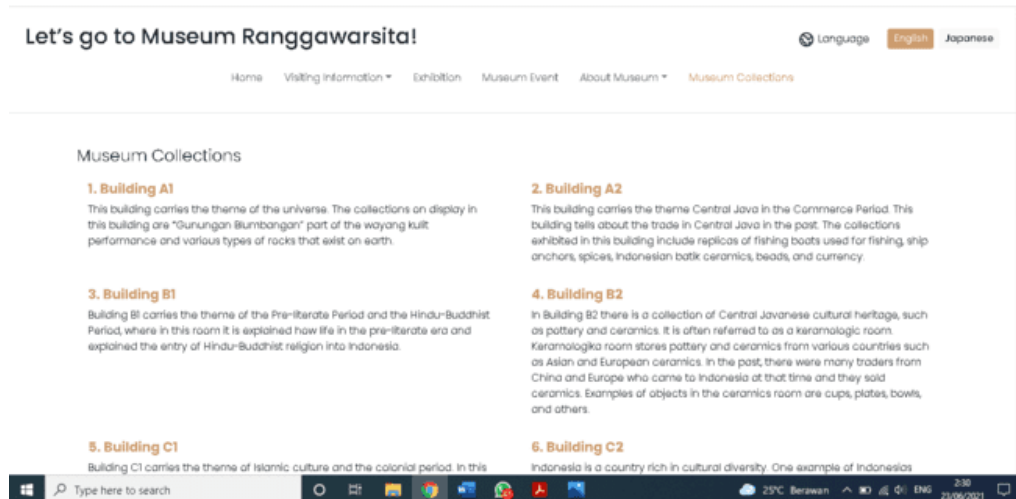 Let's go to Museum Ranggawarsita!
Language English Japanese
Home Visiting Information Exhibition Museum Event About Museum Museum Collections
Museum Collections
1. Building A1
This building carries the theme of the universe. The collections on display in
this building are "Gunungan Blumbangan" part of the wayang kulit
performance and various types of rocks that exist on earth.
2. Building A2
This building carries the theme Central Java in the Commerce Period. This
building tells about the trade in Central Java in the past. The collections
exhibited in this building include replicas of fishing boats used for fishing, ship
anchors, spices, Indonesian batik ceramics, beads, and currency.
3. Building B1
Building B1 carries the theme of the Pre-literate Period and the Hindu-Buddhist
Period, where in this room it is explained how life in the pre-literate era and
explained the entry of Hindu-Buddhist religion into Indonesia.
4. Building B2
In Building B2 there is a collection of Central Javanese cultural heritage, such
as pottery and ceramics. It is often referred to as a keramologic room.
Keramologika room stores pottery and ceramics from various countries such
as Asian and European ceramics. In the past, there were many traders from
China and Europe who came to Indonesia at that time and they sold
ceramics. Examples of objects in the ceramics room are cups, plates, bowls,
and others.
5. Building C1
Building C1 carries the theme of Islamic culture and the colonial period. In this
6. Building C2
Indonesia is a country rich in cultural diversity. One example of Indonesias
Type here to search
25°C Berawan ENG
2:30
23/06/2021